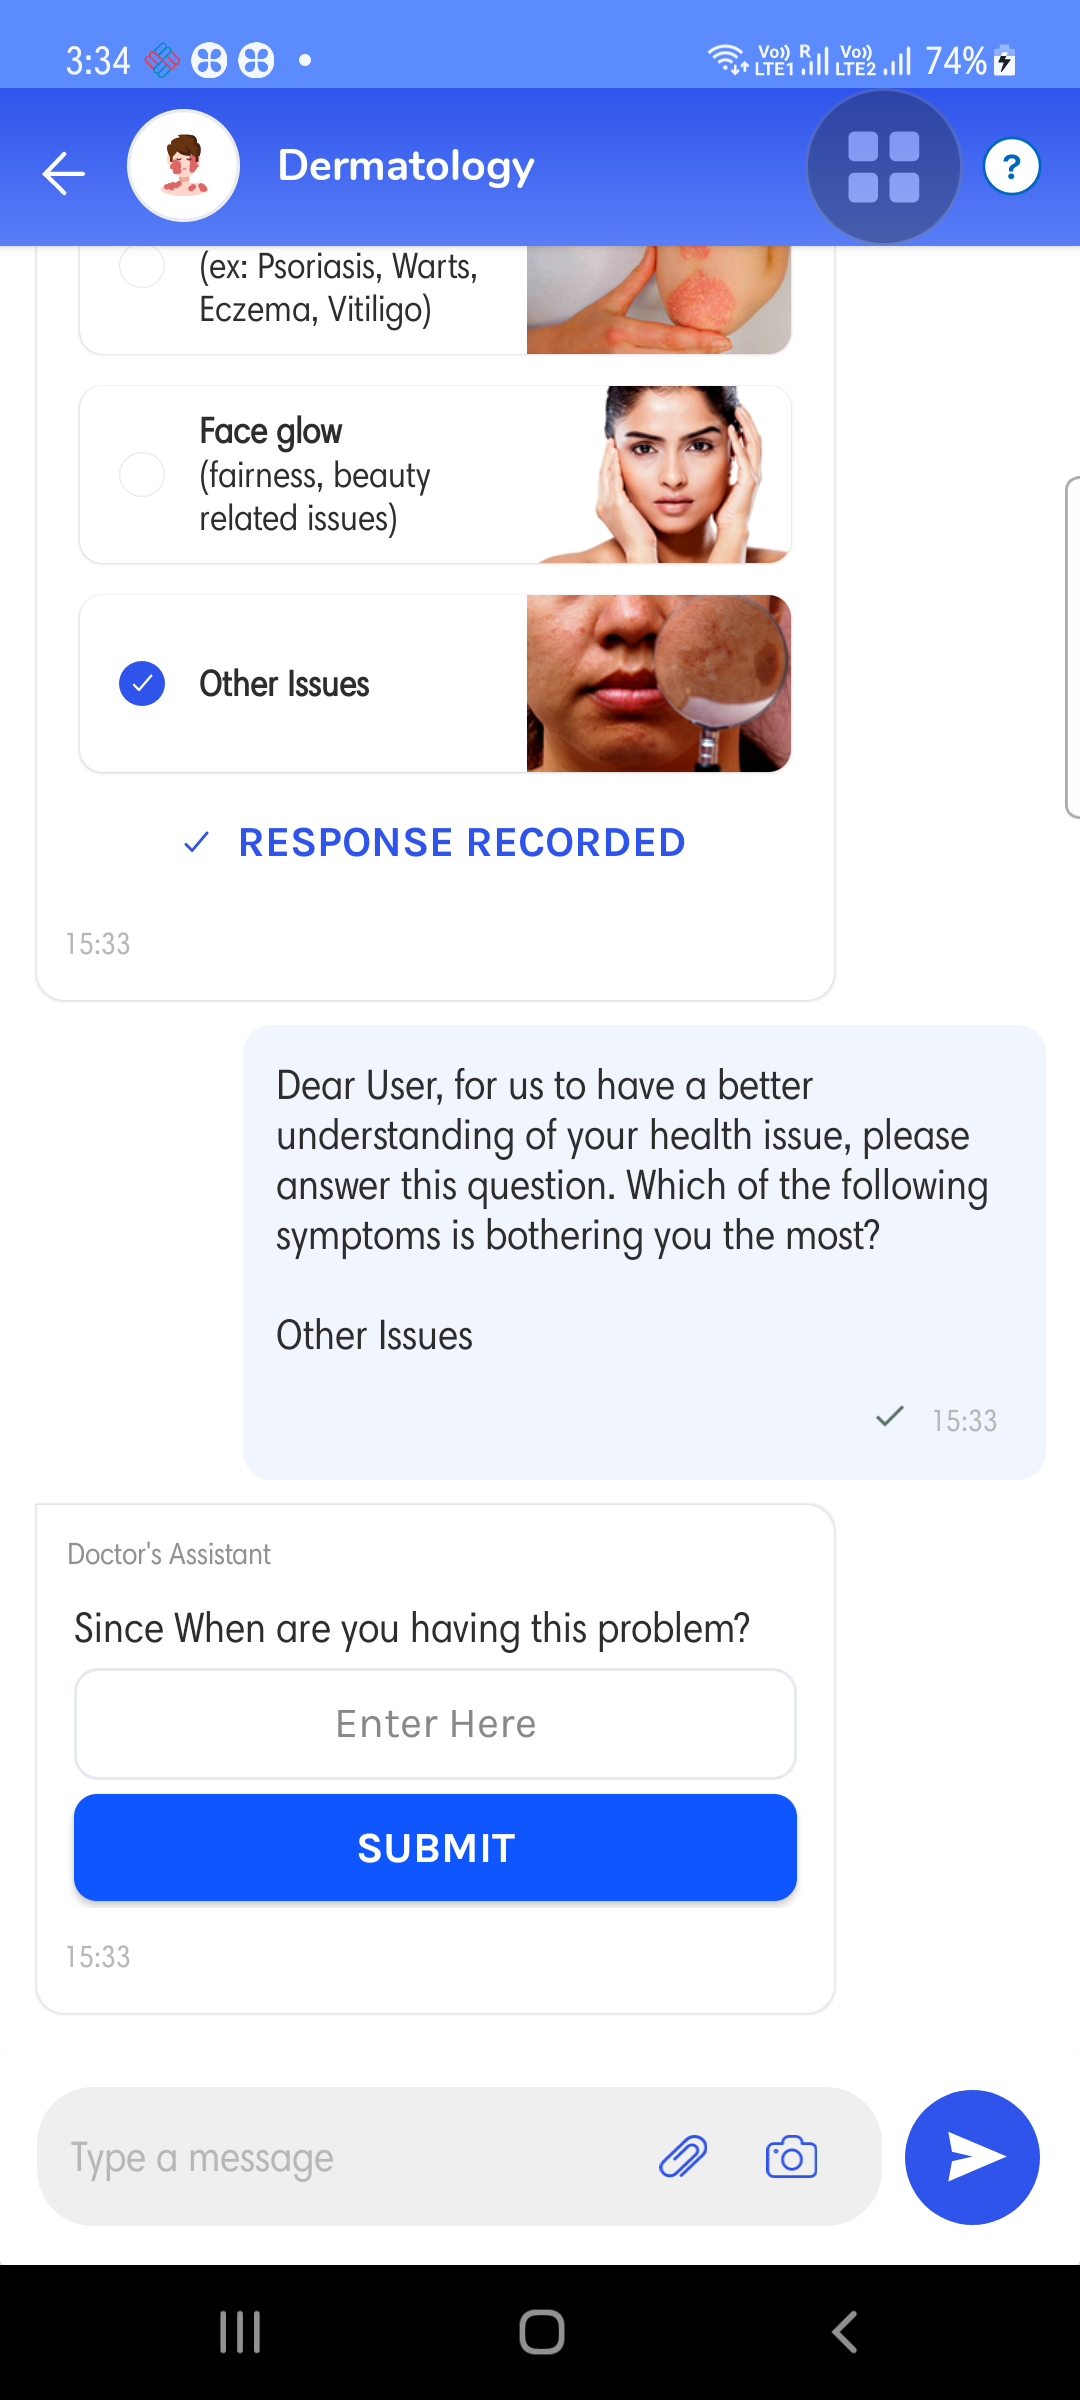 3:34
Vo)) R Vo))
LTE1 LTE2 74%
Dermatology
?
(ex: Psoriasis, Warts,
Eczema, Vitiligo)
Face glow
(fairness, beauty
related issues)
Other Issues
RESPONSE RECORDED
15:33
Dear User, for us to have a better
understanding of your health issue, please
answer this question. Which of the following
symptoms is bothering you the most?
Other Issues
15:33
Doctor's Assistant
Since When are you having this problem?
Enter Here
SUBMIT
15:33
Type a message